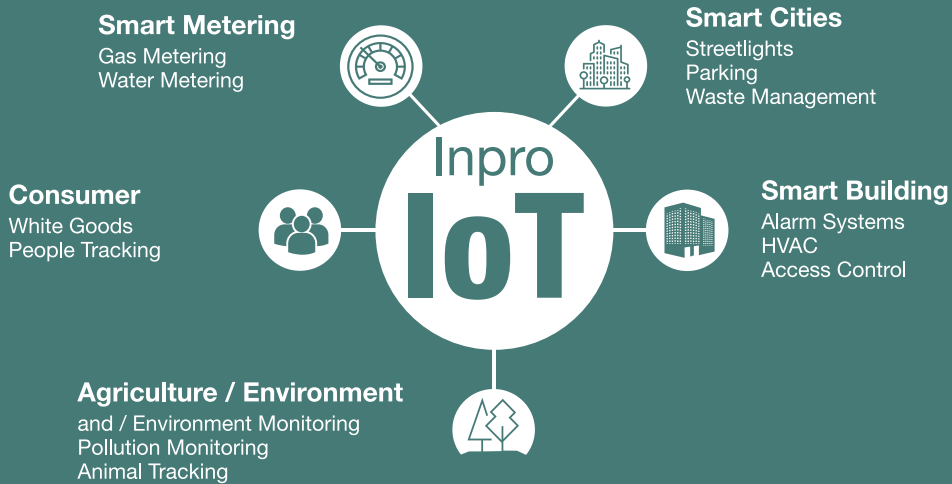 Smart Metering
Gas Metering
Water Metering
Smart Cities
Streetlights
Parking
Waste Management
Inpro
IoT
Consumer
White Goods
People Tracking
Smart Building
Alarm Systems
HVAC
Access Control
Agriculture / Environment
and / Environment Monitoring
Pollution Monitoring
Animal Tracking